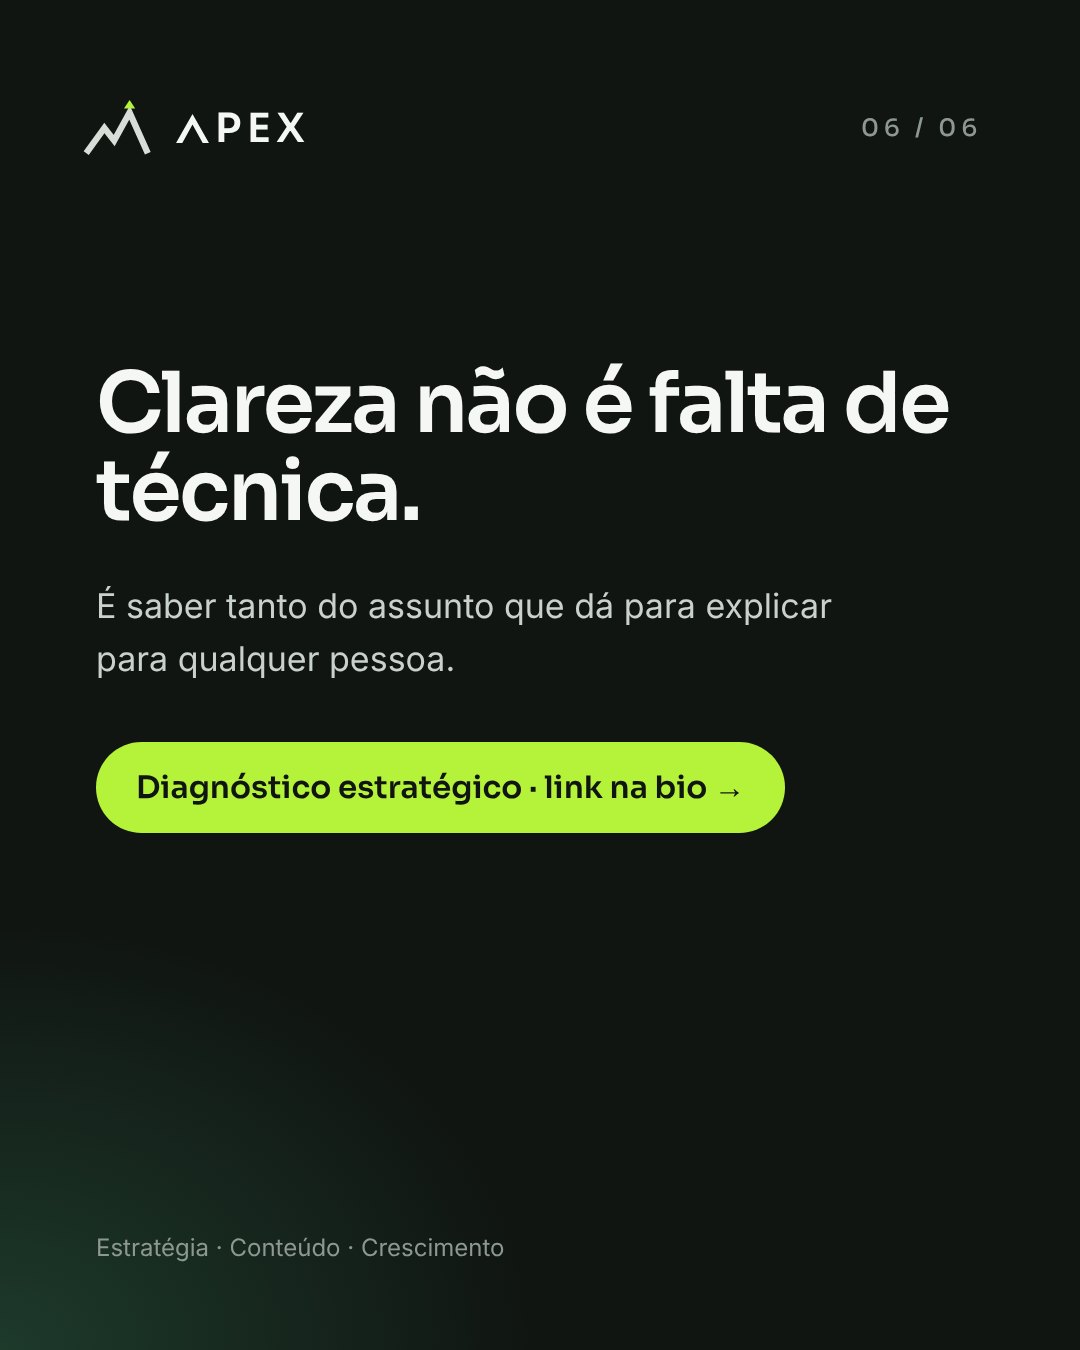 APEX
06 / 06
Clareza não é falta de
técnica.
É saber tanto do assunto que dá para explicar
para qualquer pessoa.
Diagnóstico estratégico · link na bio →
Estratégia · Conteúdo · Crescimento